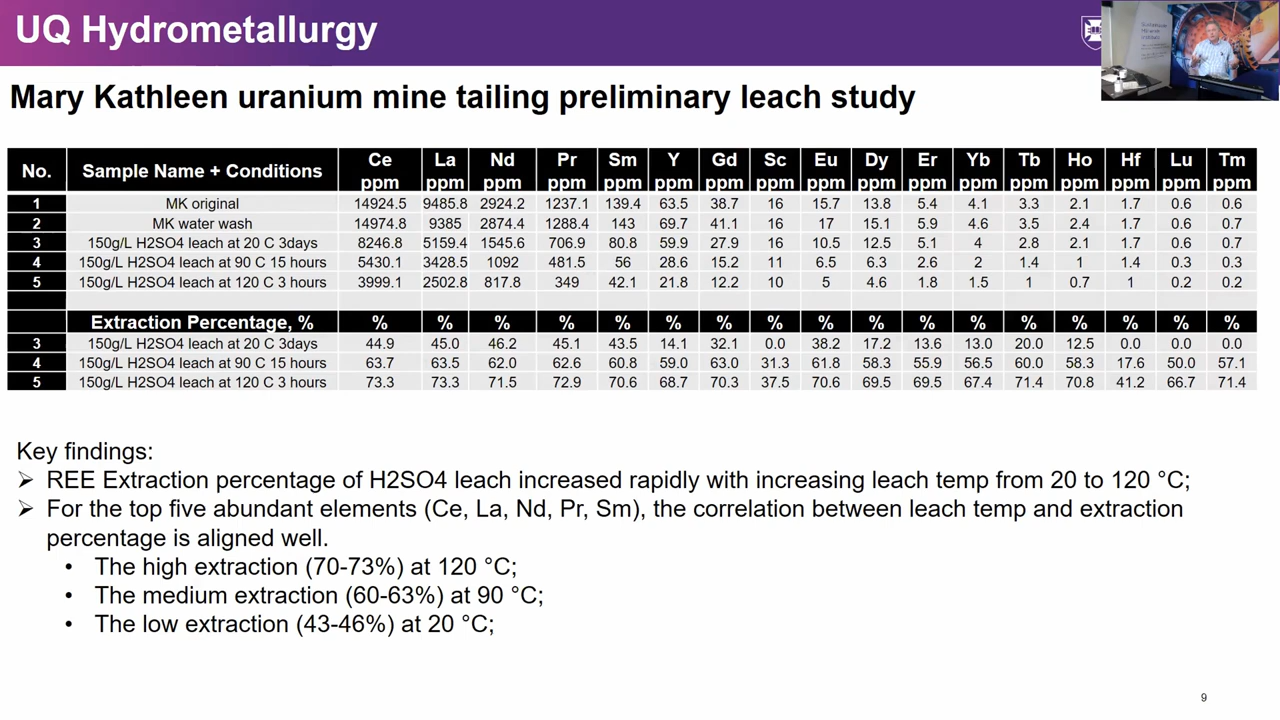 UQ Hydrometallurgy
Mary Kathleen uranium mine tailing preliminary leach study
No. Sample Name + Conditions Ce ppm La ppm Nd ppm Pr ppm Sm ppm Y ppm Gd ppm Sc ppm Eu ppm Dy ppm Er ppm Yb ppm Tb ppm Ho ppm Hf ppm Lu ppm Tm ppm
1 MK original 14924.5 9485.8 2924.2 1237.1 139.4 63.5 38.7 16 15.7 13.8 5.4 4.1 3.3 2.1 1.7 0.6 0.6
2 MK water wash 14974.8 9385 2874.4 1288.4 143 69.7 41.1 16 17 15.1 5.9 4.6 3.5 2.4 1.7 0.6 0.7
3 150g/L H2SO4 leach at 20 C 3days 8246.8 5159.4 1545.6 706.9 80.8 59.9 27.9 16 10.5 12.5 5.1 4 2.8 2.1 1.7 0.6 0.7
4 150g/L H2SO4 leach at 90 C 15 hours 5430.1 3428.5 1092 481.5 56 28.6 15.2 11 6.5 6.3 2.6 2 1.4 1 1.4 0.3 0.3
5 150g/L H2SO4 leach at 120 C 3 hours 3999.1 2502.8 817.8 349 42.1 21.8 12.2 10 5 4.6 1.8 1.5 1 0.7 1 0.2 0.2
Extraction Percentage, % % % % % % % % % % % % % % % % % %
3 150g/L H2SO4 leach at 20 C 3days 44.9 45.0 46.2 45.1 43.5 14.1 32.1 0.0 38.2 17.2 13.6 13.0 20.0 12.5 0.0 0.0 0.0
4 150g/L H2SO4 leach at 90 C 15 hours 63.7 63.5 62.0 62.6 60.8 59.0 63.0 31.3 61.8 58.3 55.9 56.5 60.0 58.3 17.6 50.0 57.1
5 150g/L H2SO4 leach at 120 C 3 hours 73.3 73.3 71.5 72.9 70.6 68.7 70.3 37.5 70.6 69.5 69.5 67.4 71.4 70.8 41.2 66.7 71.4
Key findings:
➢ REE Extraction percentage of H2SO4 leach increased rapidly with increasing leach temp from 20 to 120 °C;
➢ For the top five abundant elements (Ce, La, Nd, Pr, Sm), the correlation between leach temp and extraction
percentage is aligned well.
• The high extraction (70-73%) at 120 °C;
• The medium extraction (60-63%) at 90 °C;
• The low extraction (43-46%) at 20 °C;
9